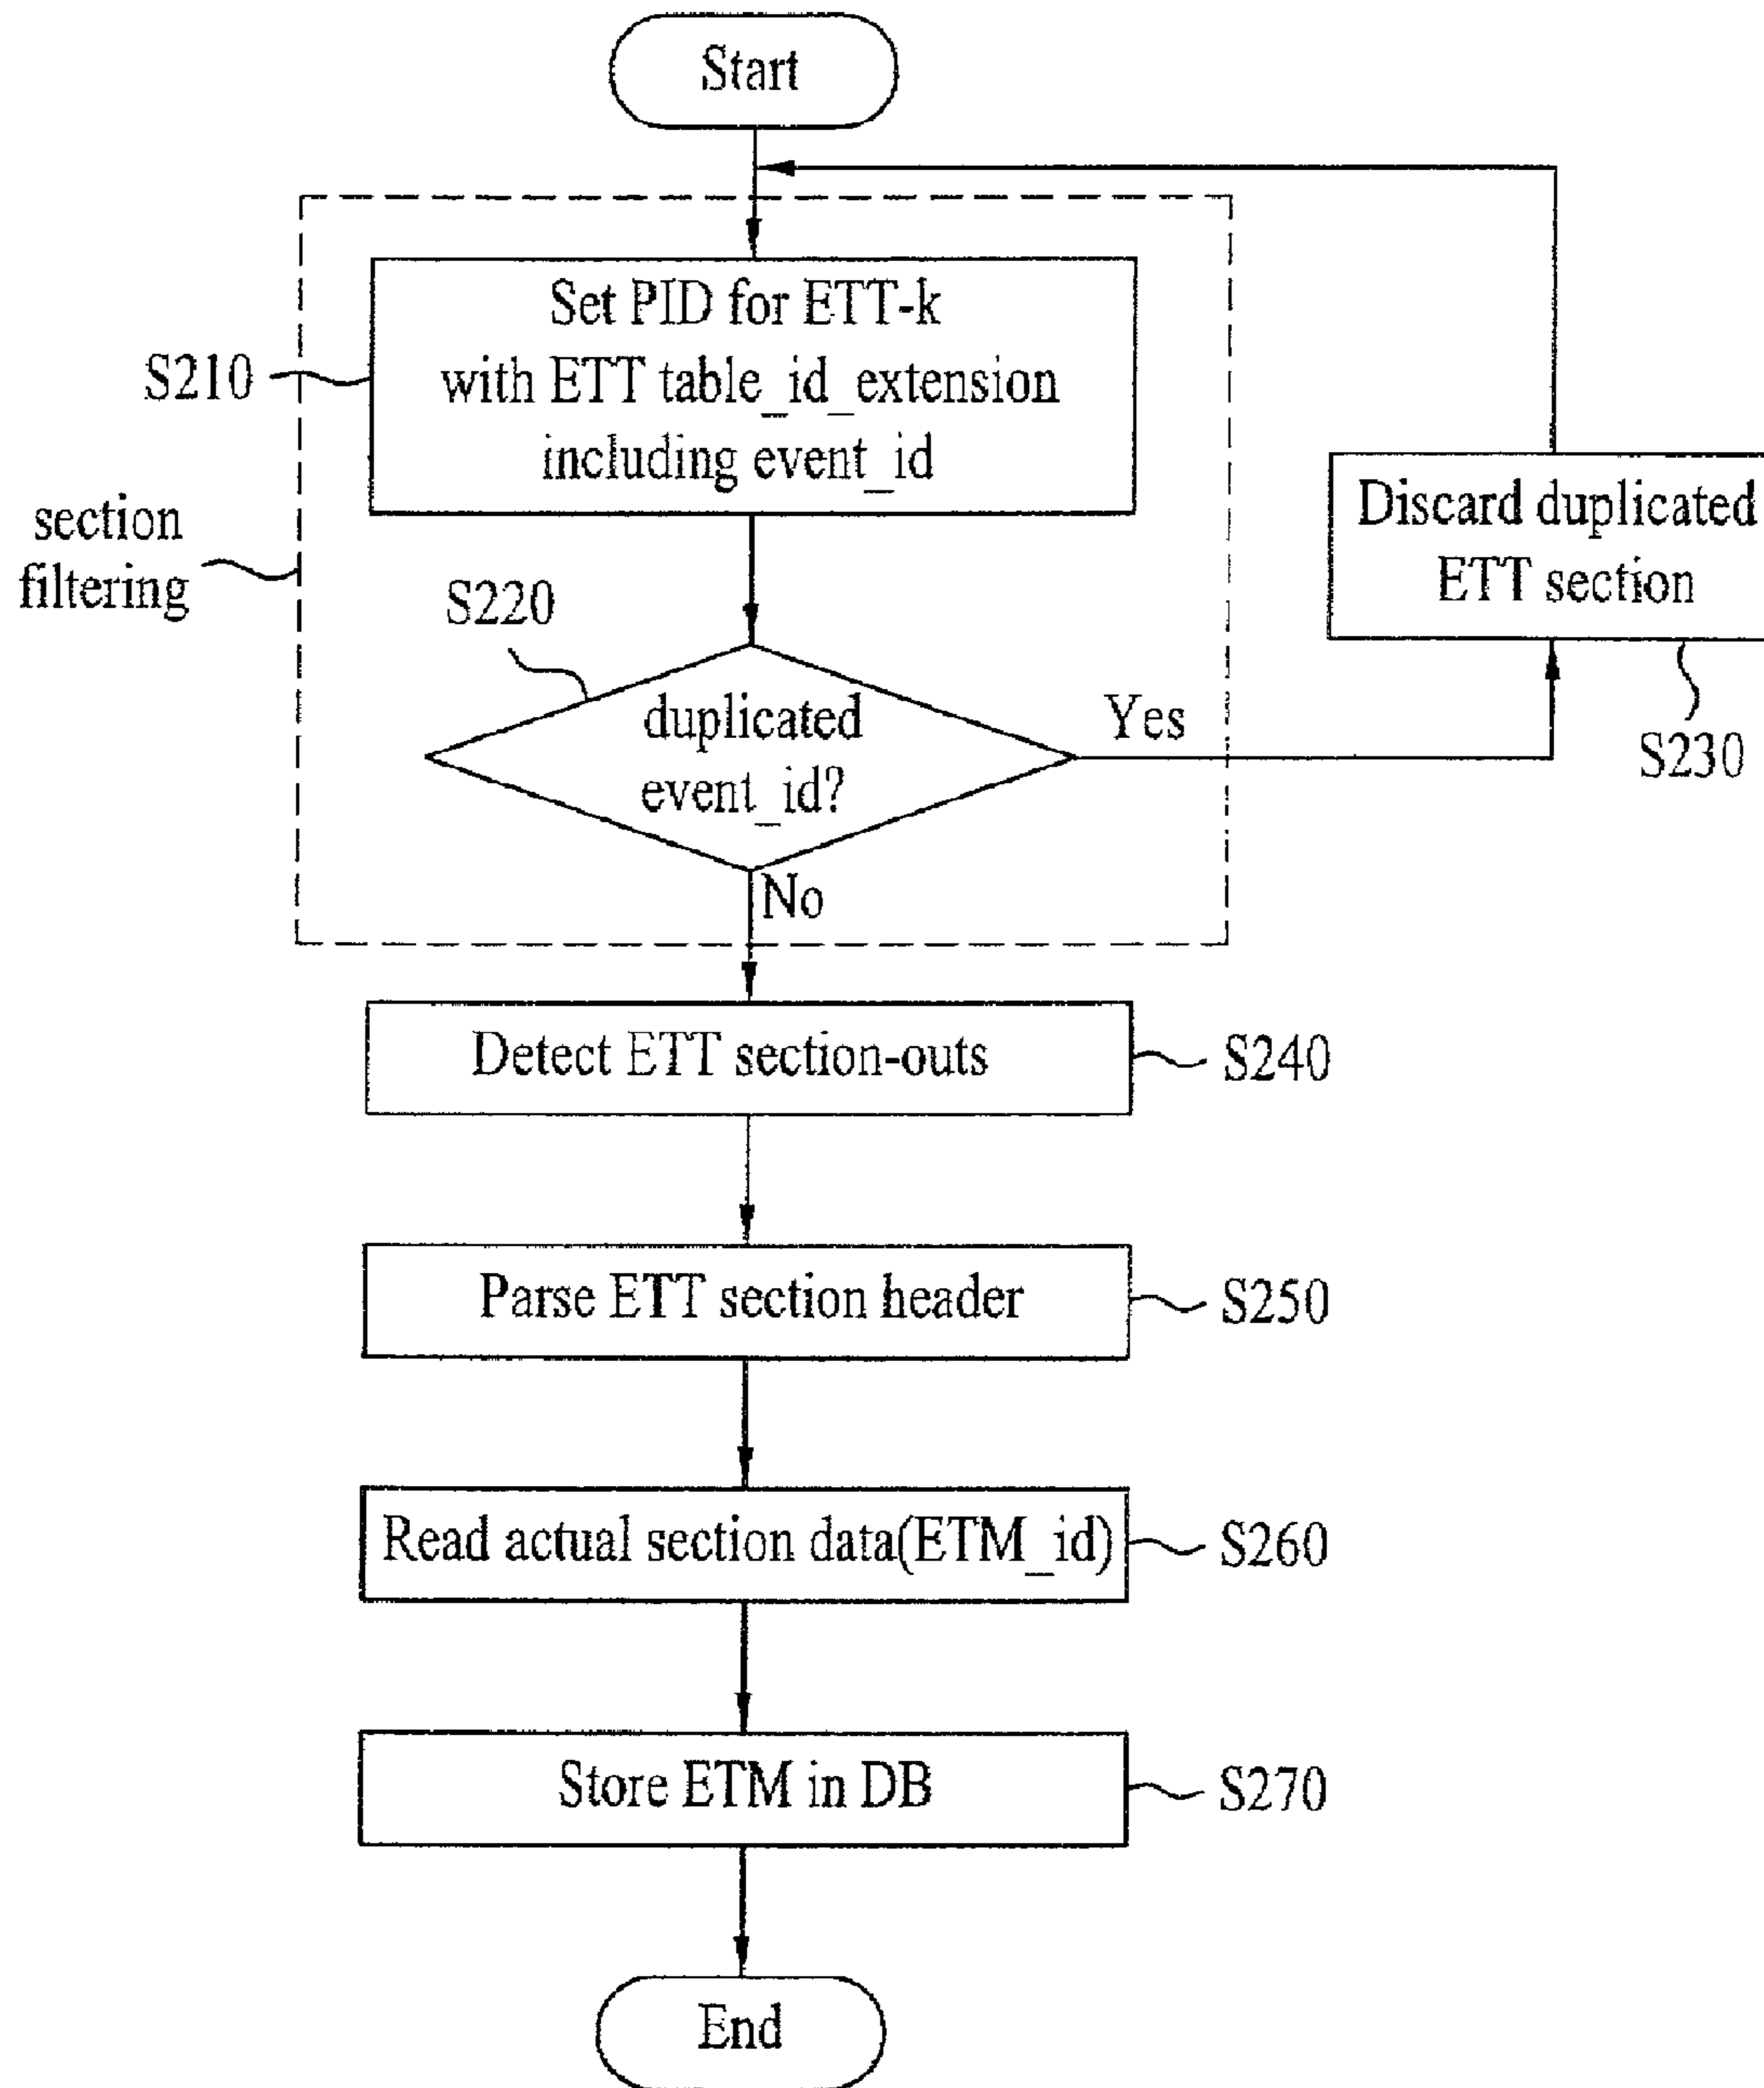 Start
Set PID for ETT-k
S210
with ETT table_id_extension
including event_id
section
filtering
Discard duplicated
ETT section
S220
duplicated
event_id?
Yes
S230
No
Detect ETT section-outs
S240
Parse ETT section header
S250
Read actual section data(ETM_id)
S260
Store ETM in DB
S270
End